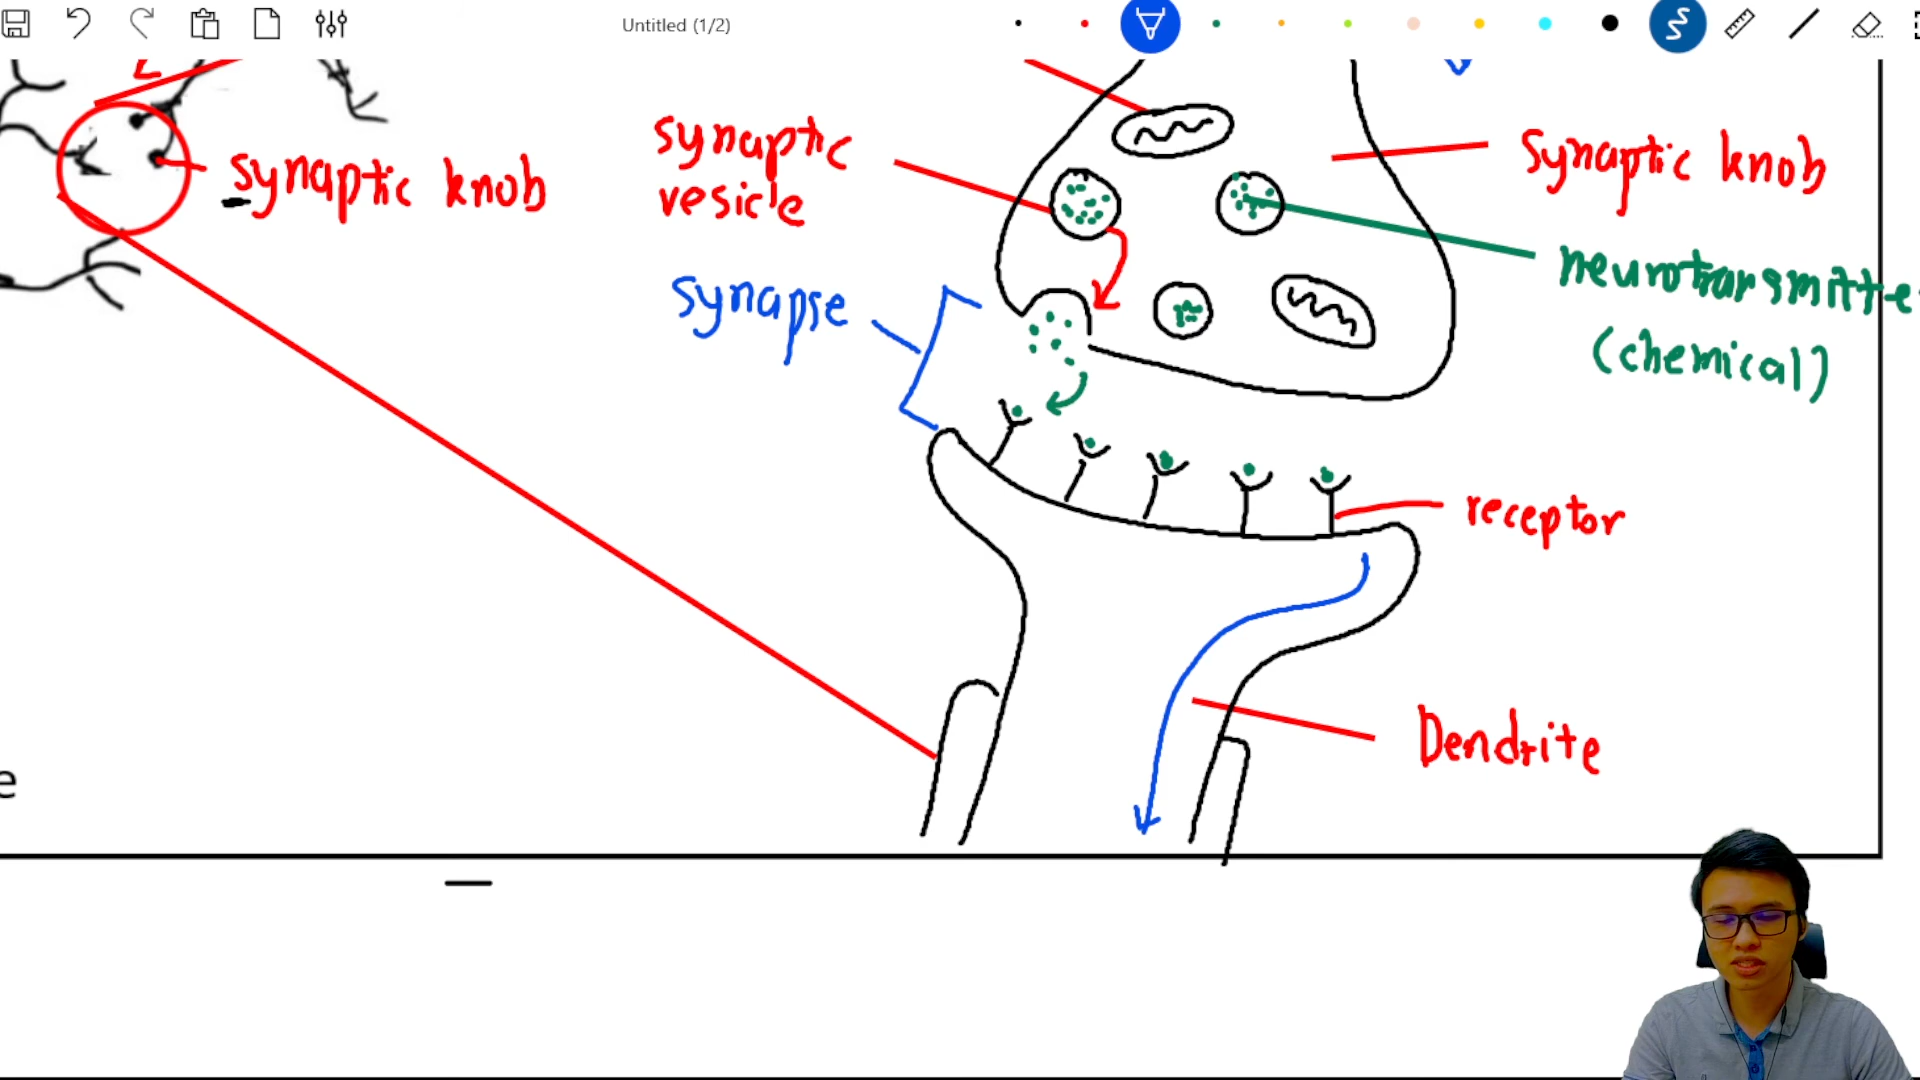 Untitled (1/2)
synaptic knob
synaptic
vesicle
synaptic knob
neurotransmitte
(chemical)
synapse
receptor
Dendrite
e